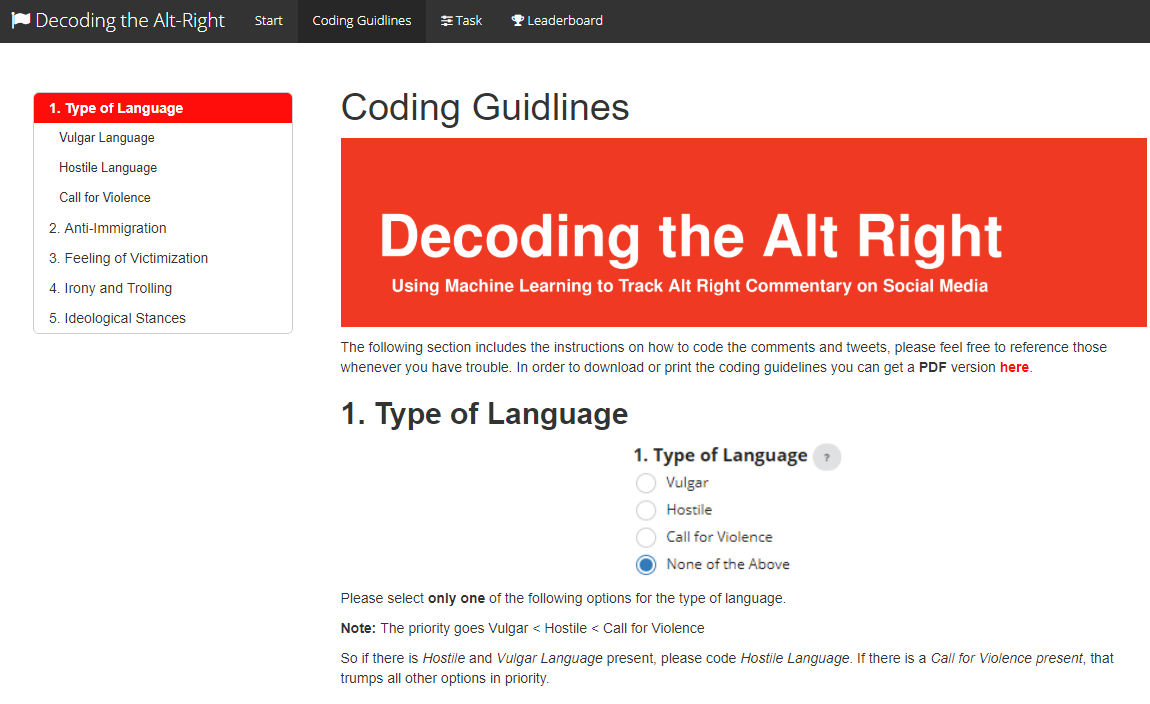 Decoding the Alt-Right Start Coding Guidlines Task Leaderboard
1. Type of Language
Vulgar Language
Hostile Language
Call for Violence
2. Anti-Immigration
3. Feeling of Victimization
4. Irony and Trolling
5. Ideological Stances
Coding Guidlines
Decoding the Alt Right
Using Machine Learning to Track Alt Right Commentary on Social Media
The following section includes the instructions on how to code the comments and tweets, please feel free to reference those
whenever you have trouble. In order to download or print the coding guidelines you can get a PDF version here.
1. Type of Language
1. Type of Language ?
Vulgar
Hostile
Call for Violence
None of the Above
Please select only one of the following options for the type of language.
Note: The priority goes Vulgar < Hostile < Call for Violence
So if there is Hostile and Vulgar Language present, please code Hostile Language. If there is a Call for Violence present, that
trumps all other options in priority.